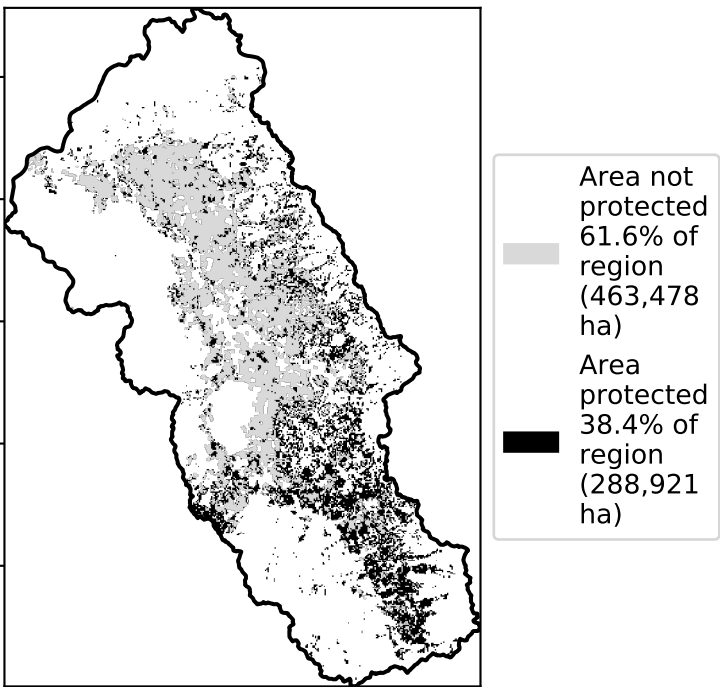 Area not
protected
61.6% of
region
(463,478
ha)
Area
protected
38.4% of
region
(288,921
ha)